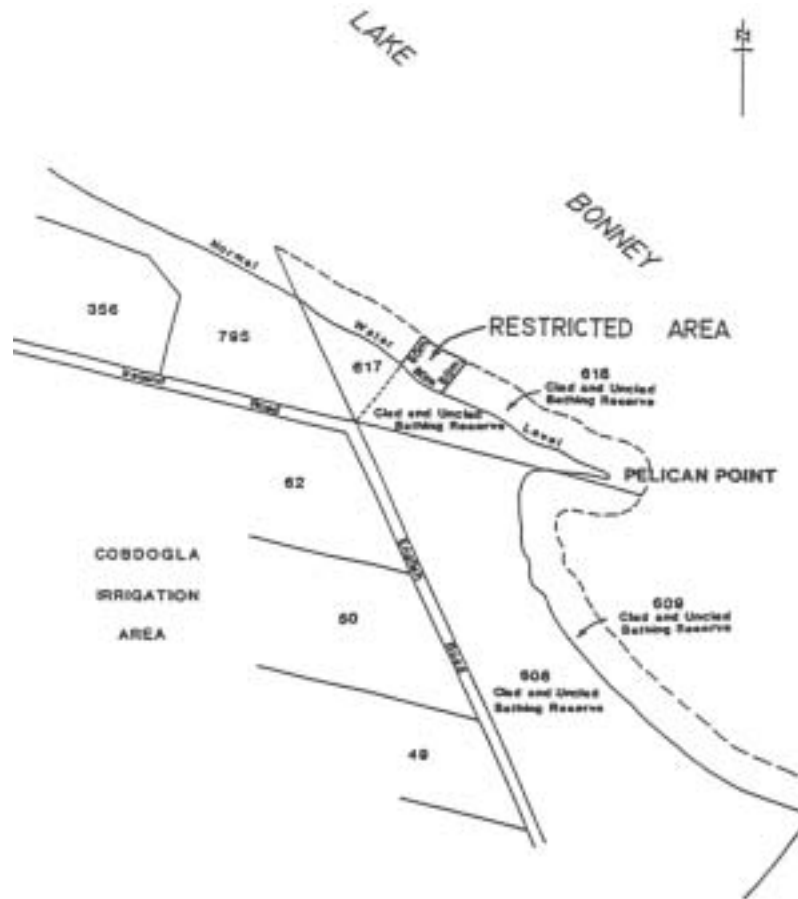 LAKE
BONNEY
Normal
Water
Level
356
795
617
RESTRICTED AREA
618
Clad and Unclad
Bathing Reserve
Clad and Unclad
Bathing Reserve
PELICAN POINT
62
COBDOGLA
IRRIGATION
AREA
60
609
Clad and Unclad
Bathing Reserve
608
Clad and Unclad
Bathing Reserve
Road
49